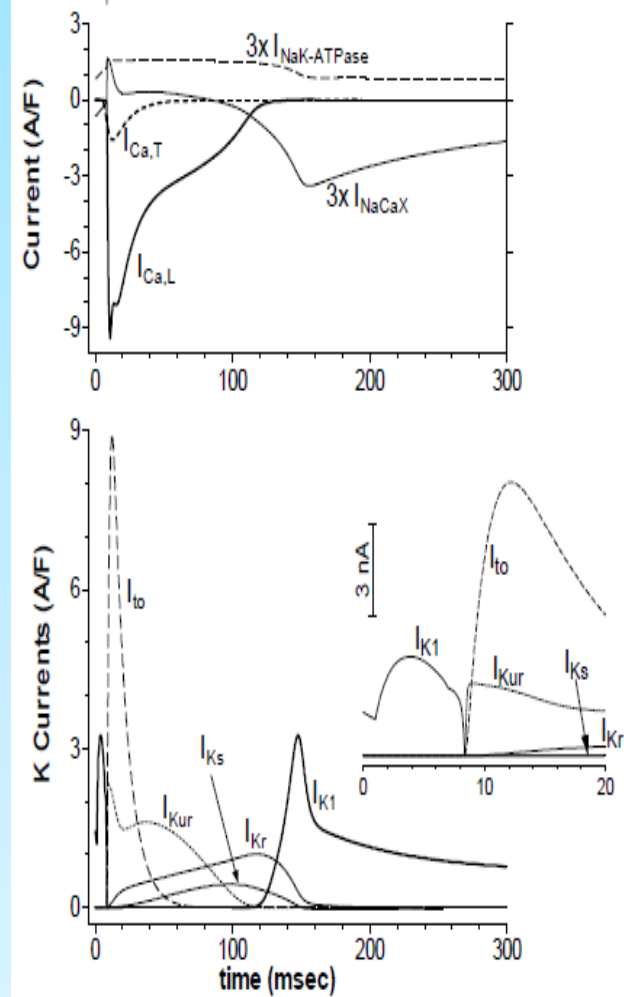 3
3x I_NaK-ATPase
0
I_Ca,T
-3
3x I_NaCaX
I_Ca,L
-6
-9
Current (A/F)
0 100 200 300
9
6
3
0
K Currents (A/F)
I_to
I_Kur
I_Ks
I_Kr
I_K1
0 100 200 300
time (msec)
3 nA
I_to
I_K1
I_Kur
I_Ks
I_Kr
0 10 20